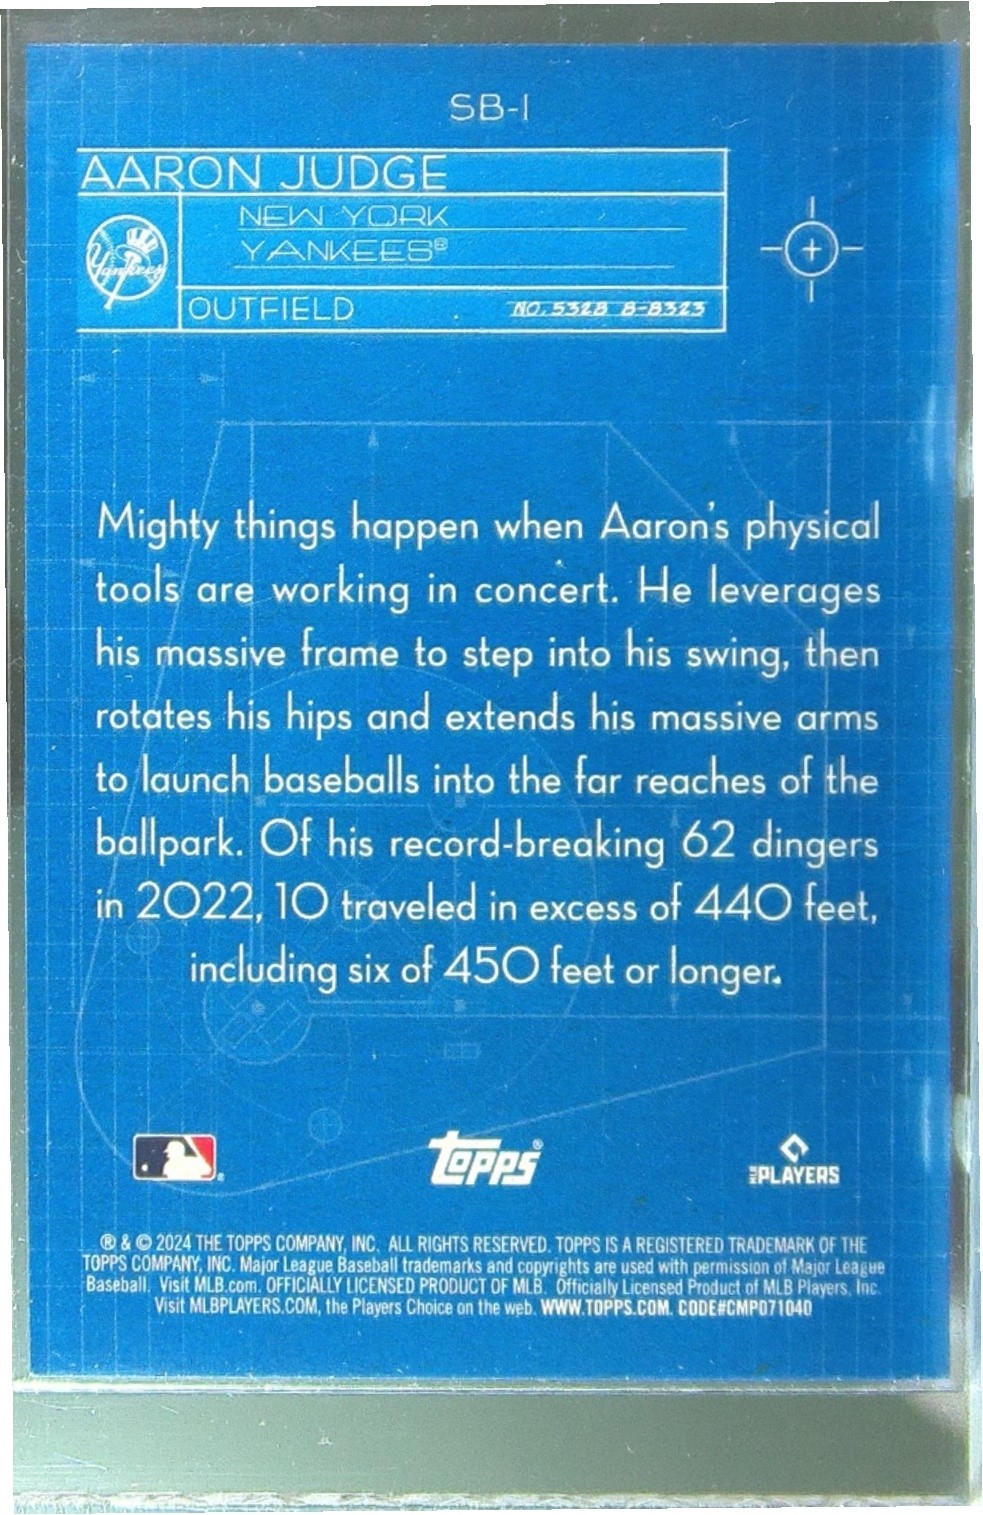 SB-1
AARON JUDGE
NEW YORK
YANKEES®
Yankees
OUTFIELD
NO. 5328 8-8323
Mighty things happen when Aaron's physical
tools are working in concert. He leverages
his massive frame to step into his swing, then
rotates his hips and extends his massive arms
to launch baseballs into the far reaches of the
ballpark. Of his record-breaking 62 dingers
in 2022, 10 traveled in excess of 440 feet,
including six of 450 feet or longer.
topps®
MLB PLAYERS
® & © 2024 THE TOPPS COMPANY, INC. ALL RIGHTS RESERVED. TOPPS IS A REGISTERED TRADEMARK OF THE
TOPPS COMPANY, INC. Major League Baseball trademarks and copyrights are used with permission of Major League
Baseball. Visit MLB.com. OFFICIALLY LICENSED PRODUCT OF MLB. Officially Licensed Product of MLB Players, Inc.
Visit MLBPLAYERS.COM, the Players Choice on the web. WWW.TOPPS.COM. CODE#CMP071040